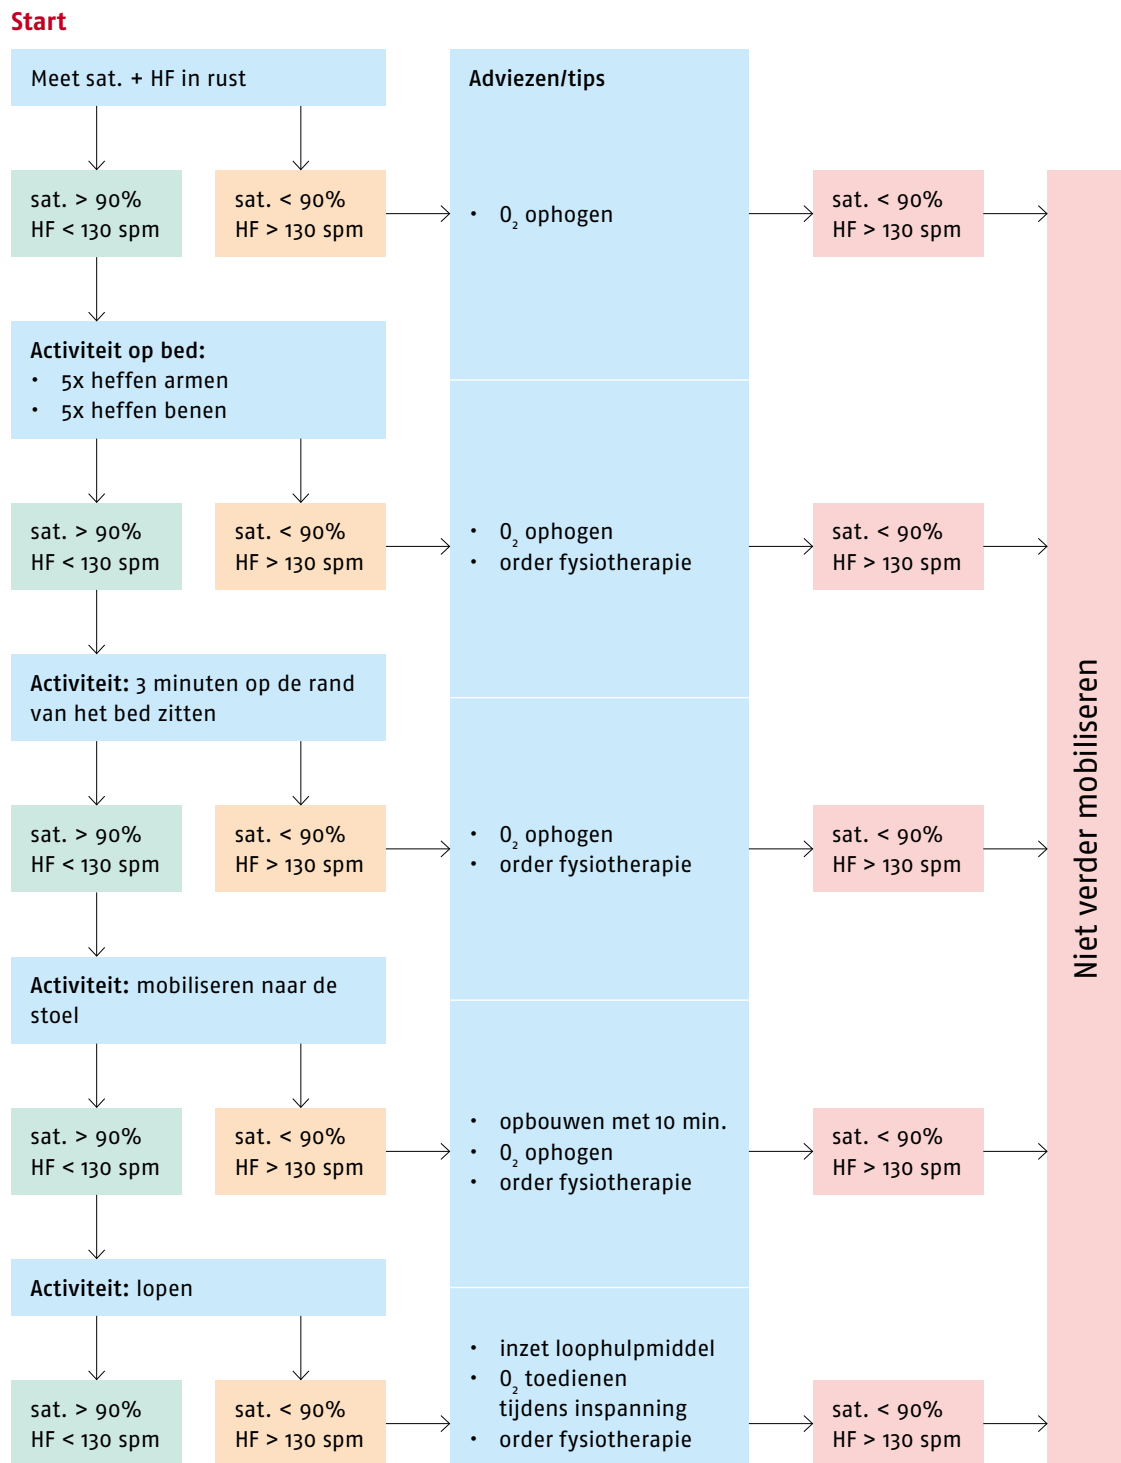 Start
Meet sat. + HF in rust
Adviezen/tips
sat. > 90%
HF < 130 spm
sat. < 90%
HF > 130 spm
• O₂ ophogen
sat. < 90%
HF > 130 spm
Activiteit op bed:
• 5x heffen armen
• 5x heffen benen
sat. > 90%
HF < 130 spm
sat. < 90%
HF > 130 spm
• O₂ ophogen
• order fysiotherapie
sat. < 90%
HF > 130 spm
Activiteit: 3 minuten op de rand
van het bed zitten
sat. > 90%
HF < 130 spm
sat. < 90%
HF > 130 spm
• O₂ ophogen
• order fysiotherapie
sat. < 90%
HF > 130 spm
Activiteit: mobiliseren naar de
stoel
sat. > 90%
HF < 130 spm
sat. < 90%
HF > 130 spm
• opbouwen met 10 min.
• O₂ ophogen
• order fysiotherapie
sat. < 90%
HF > 130 spm
Activiteit: lopen
sat. > 90%
HF < 130 spm
sat. < 90%
HF > 130 spm
• inzet loophulpmiddel
• O₂ toedienen
tijdens inspanning
• order fysiotherapie
sat. < 90%
HF > 130 spm
Niet verder mobiliseren